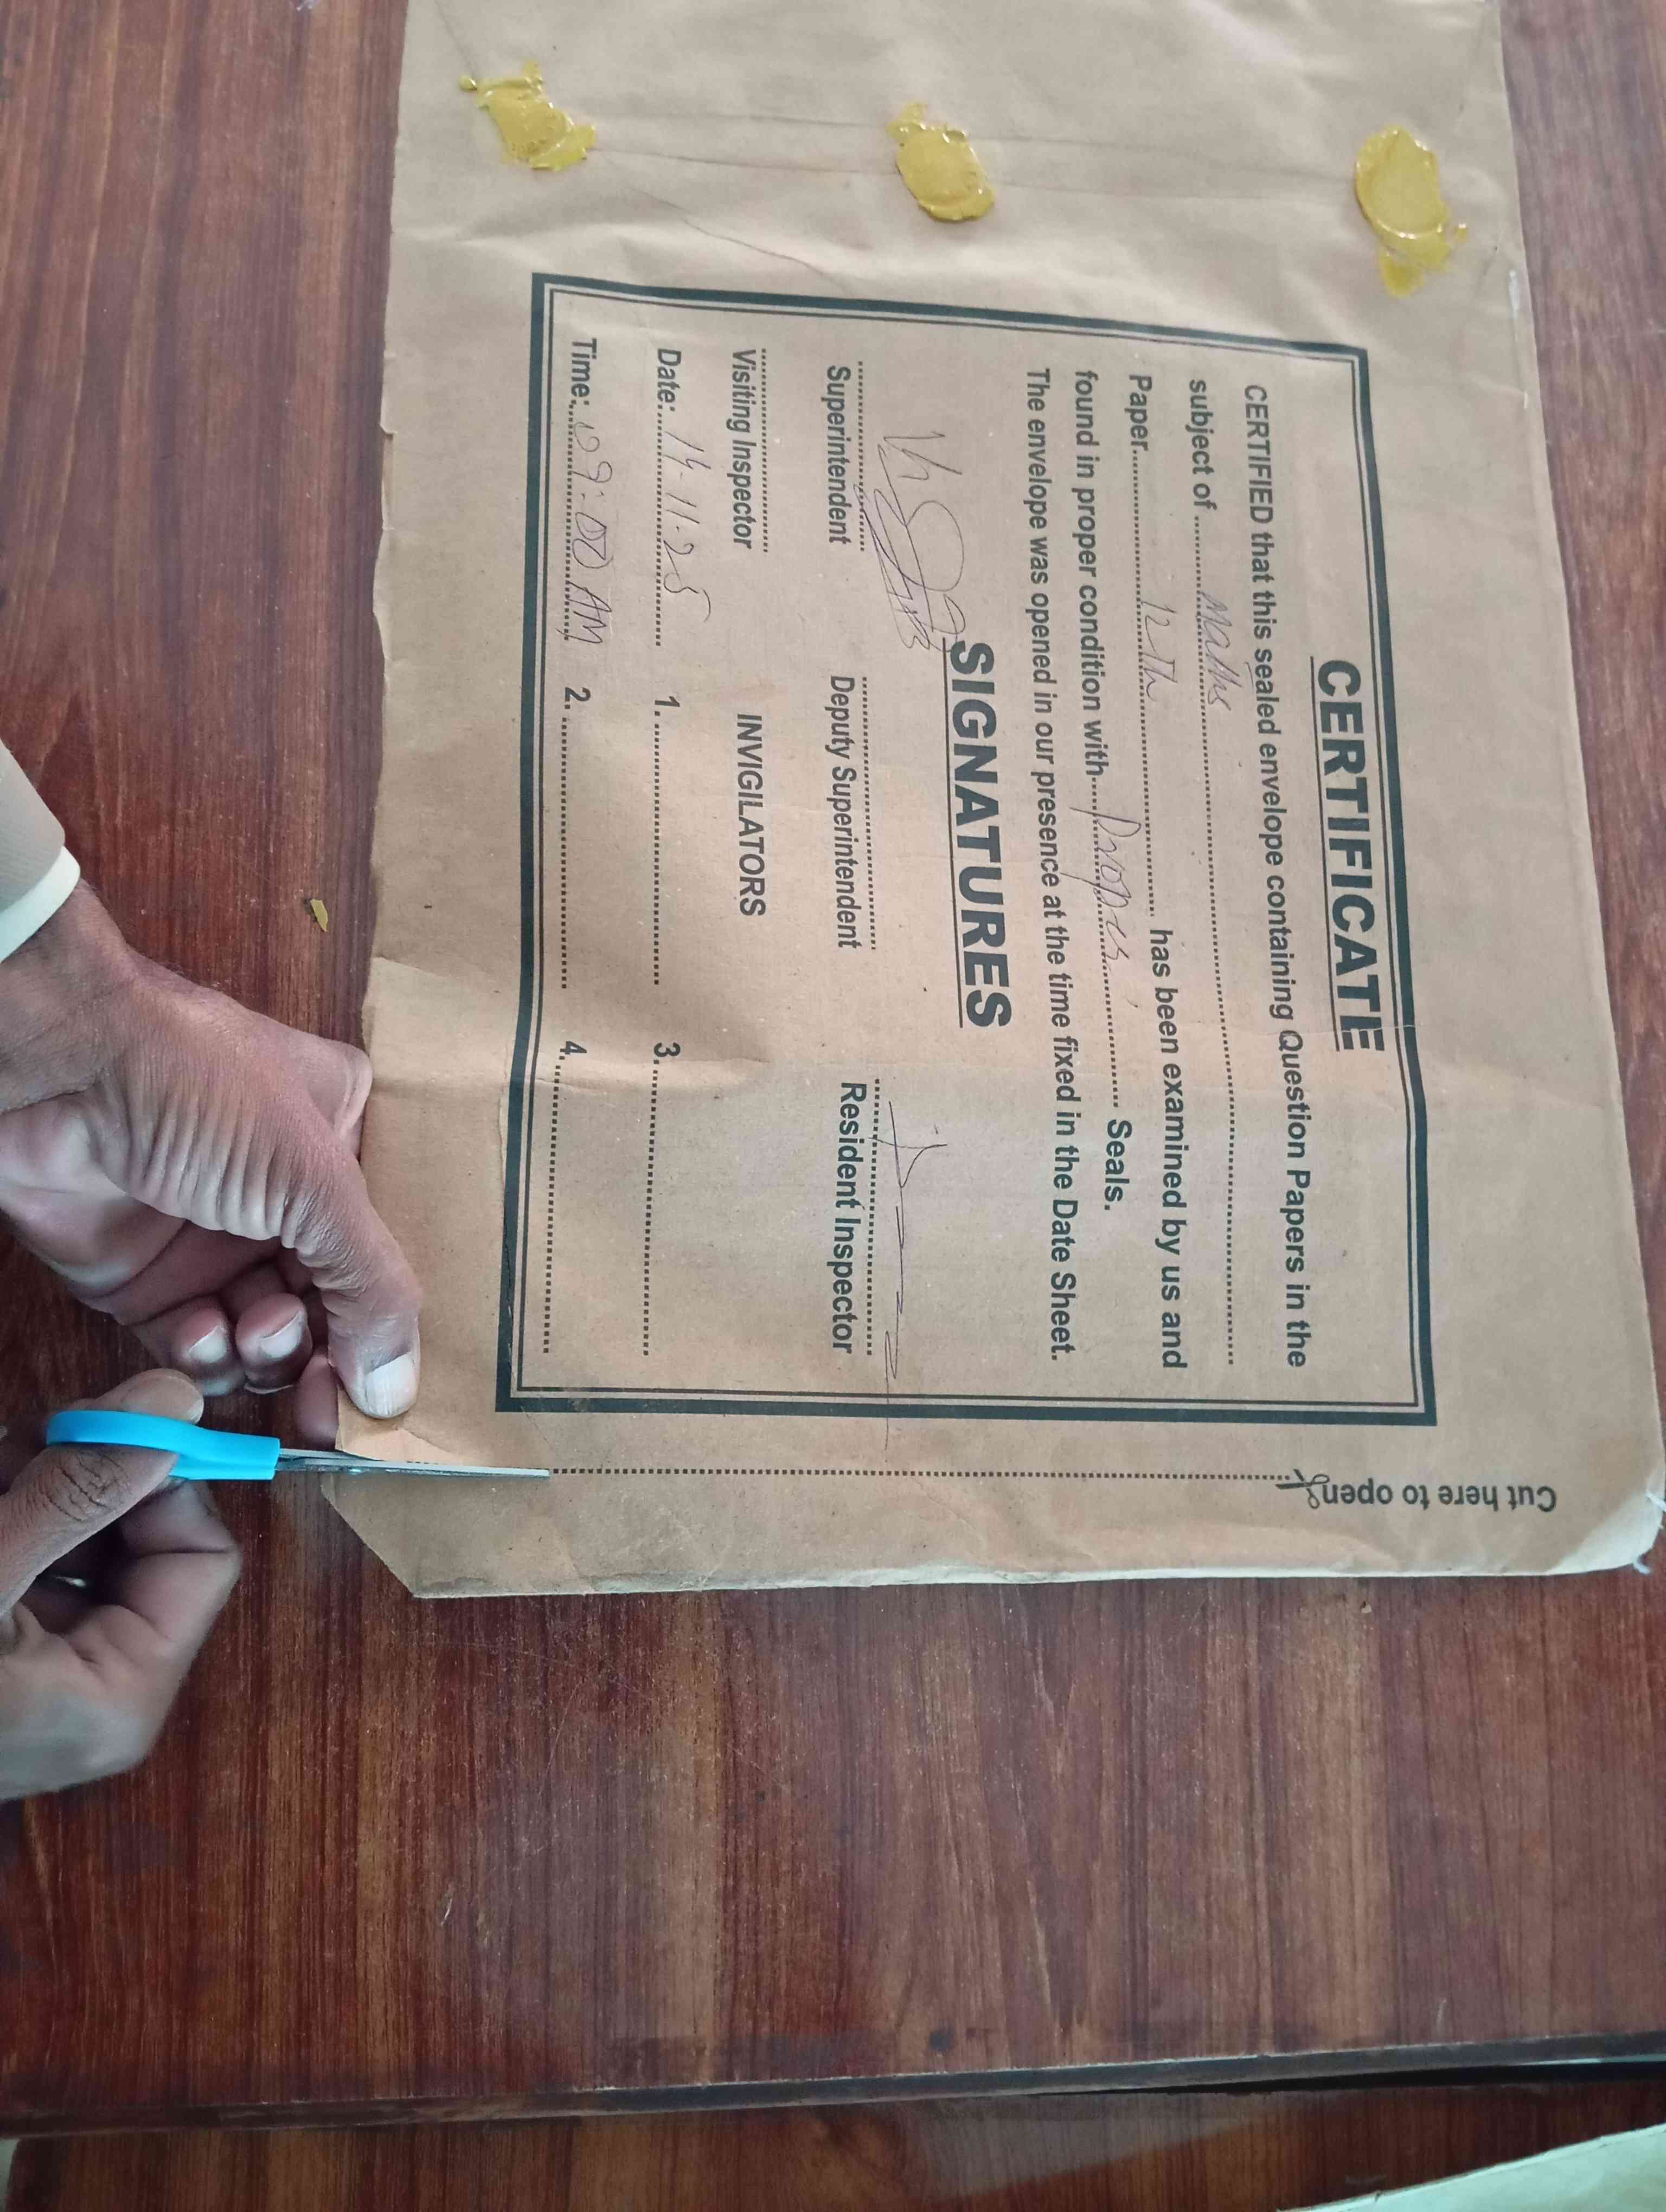 CERTIFICATE
CERTIFIED that this sealed envelope containing Question Papers in the
subject of ........ Maths ........
Paper........ 12Th ........ has been examined by us and
found in proper condition with........ Proper ........ Seals.
The envelope was opened in our presence at the time fixed in the Date Sheet.
SIGNATURES
Superintendent Deputy Superintendent Resident Inspector
Visiting Inspector INVIGILATORS
Date:........ 14-11-25 1......... 3.........
Time:........ 09:00 AM 2......... 4.........
Cut here to open